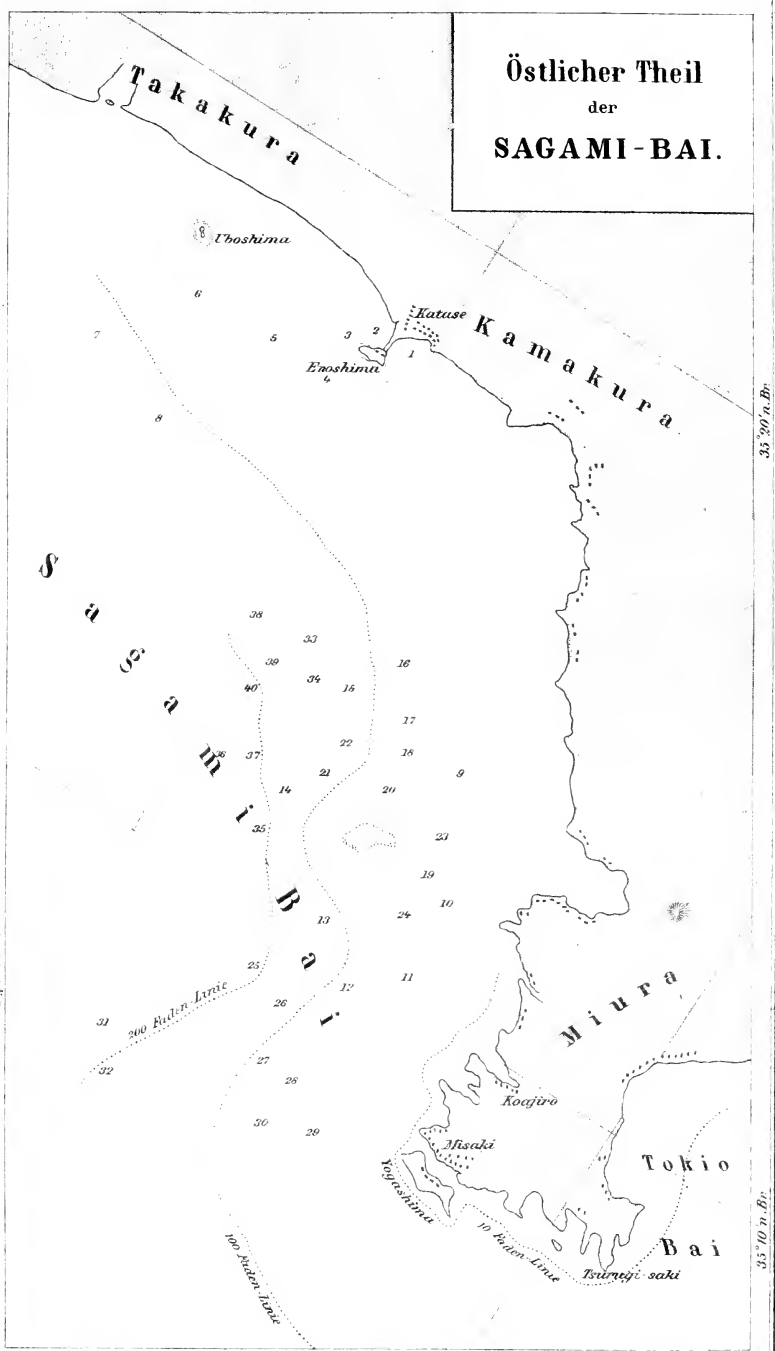 Östlicher Theil
der
SAGAMI-BAI.
Takakura
Uboshima
6
7
5
3
2
Katase
Kamakura
Enoshima
4
1
8
35°20' n. Br.
Sagami Bai
38
33
39
34
16
40
15
17
36
37
22
18
21
9
14
20
35
23
19
10
13
24
25
12
11
26
200 Faden-Linie
31
32
27
28
30
29
Miura
Koajiro
Misaki
Yogashima
Tokio
Bai
10 Faden-Linie
Tsurugi-saki
100 Faden-Linie
35°10' n. Br.